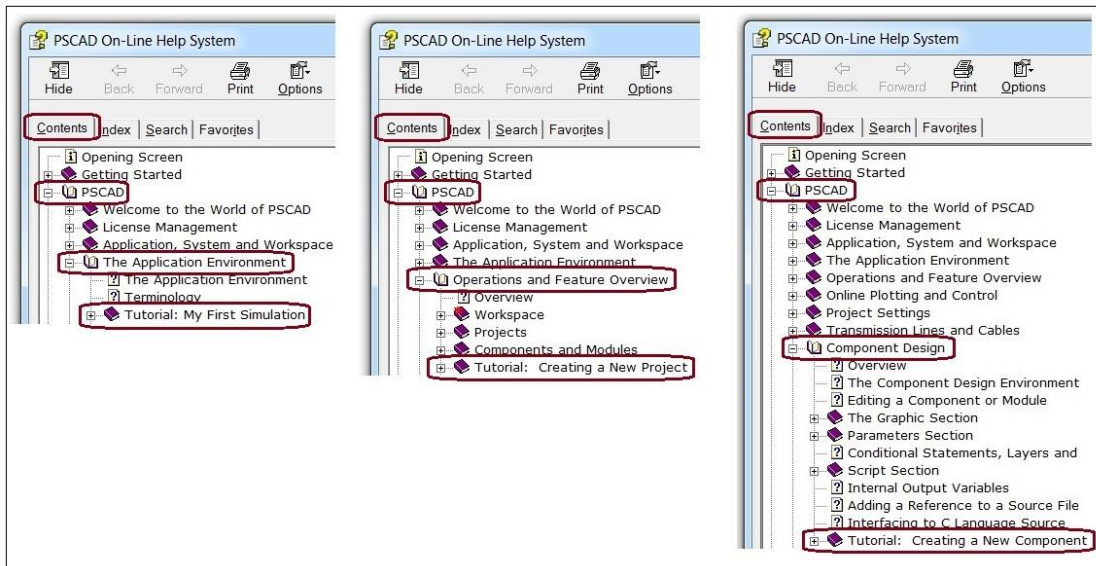 PSCAD On-Line Help System
Hide Back Forward Print Options
Contents Index Search Favorites
Opening Screen
Getting Started
PSCAD
Welcome to the World of PSCAD
License Management
Application, System and Workspace
The Application Environment
The Application Environment
Terminology
Tutorial: My First Simulation
PSCAD On-Line Help System
Hide Back Forward Print Options
Contents Index Search Favorites
Opening Screen
Getting Started
PSCAD
Welcome to the World of PSCAD
License Management
Application, System and Workspace
The Application Environment
Operations and Feature Overview
Overview
Workspace
Projects
Components and Modules
Tutorial: Creating a New Project
PSCAD On-Line Help System
Hide Back Forward Print Options
Contents Index Search Favorites
Opening Screen
Getting Started
PSCAD
Welcome to the World of PSCAD
License Management
Application, System and Workspace
The Application Environment
Operations and Feature Overview
Online Plotting and Control
Project Settings
Transmission Lines and Cables
Component Design
Overview
The Component Design Environment
Editing a Component or Module
The Graphic Section
Parameters Section
Conditional Statements, Layers and
Script Section
Internal Output Variables
Adding a Reference to a Source File
Interfacing to C Language Source
Tutorial: Creating a New Component